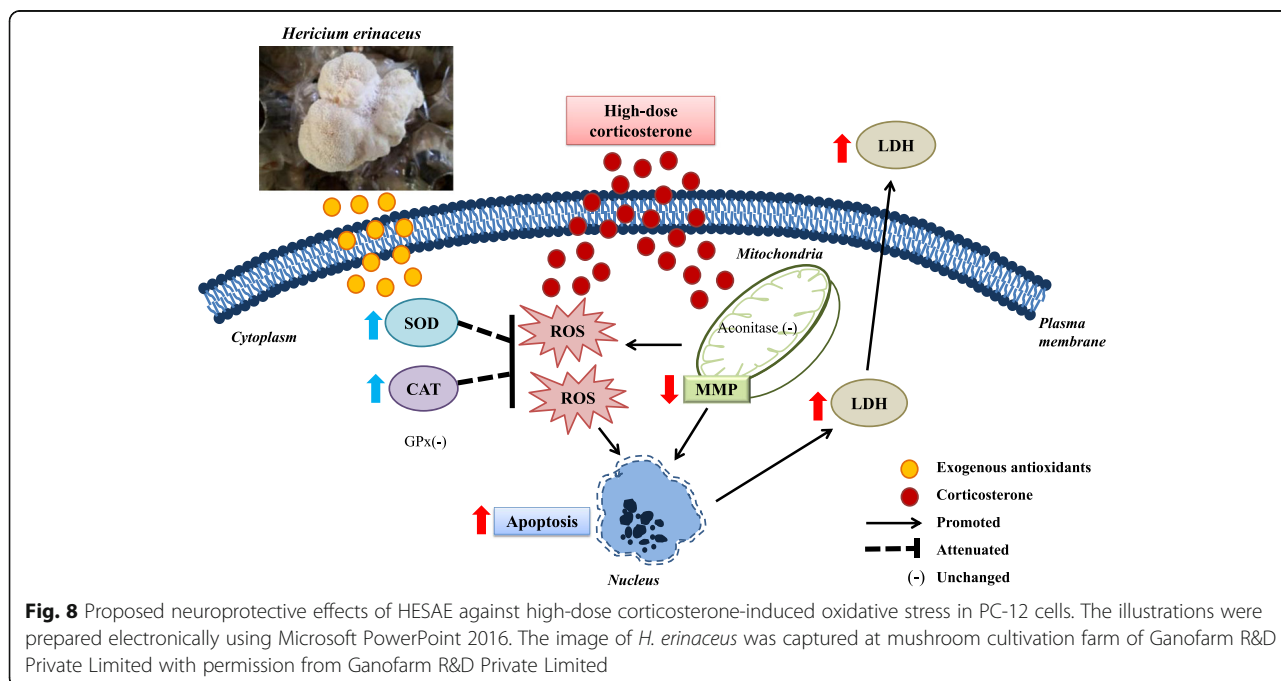 Hericium erinaceus
High-dose
corticosterone
LDH
Mitochondria
Aconitase (-)
Cytoplasm
SOD
ROS
Plasma
membrane
CAT
ROS
MMP
LDH
GPx(-)
Apoptosis
Nucleus
Exogenous antioxidants
Corticosterone
Promoted
Attenuated
(-) Unchanged
Fig. 8 Proposed neuroprotective effects of HESAE against high-dose corticosterone-induced oxidative stress in PC-12 cells. The illustrations were
prepared electronically using Microsoft PowerPoint 2016. The image of H. erinaceus was captured at mushroom cultivation farm of Ganofarm R&D
Private Limited with permission from Ganofarm R&D Private Limited